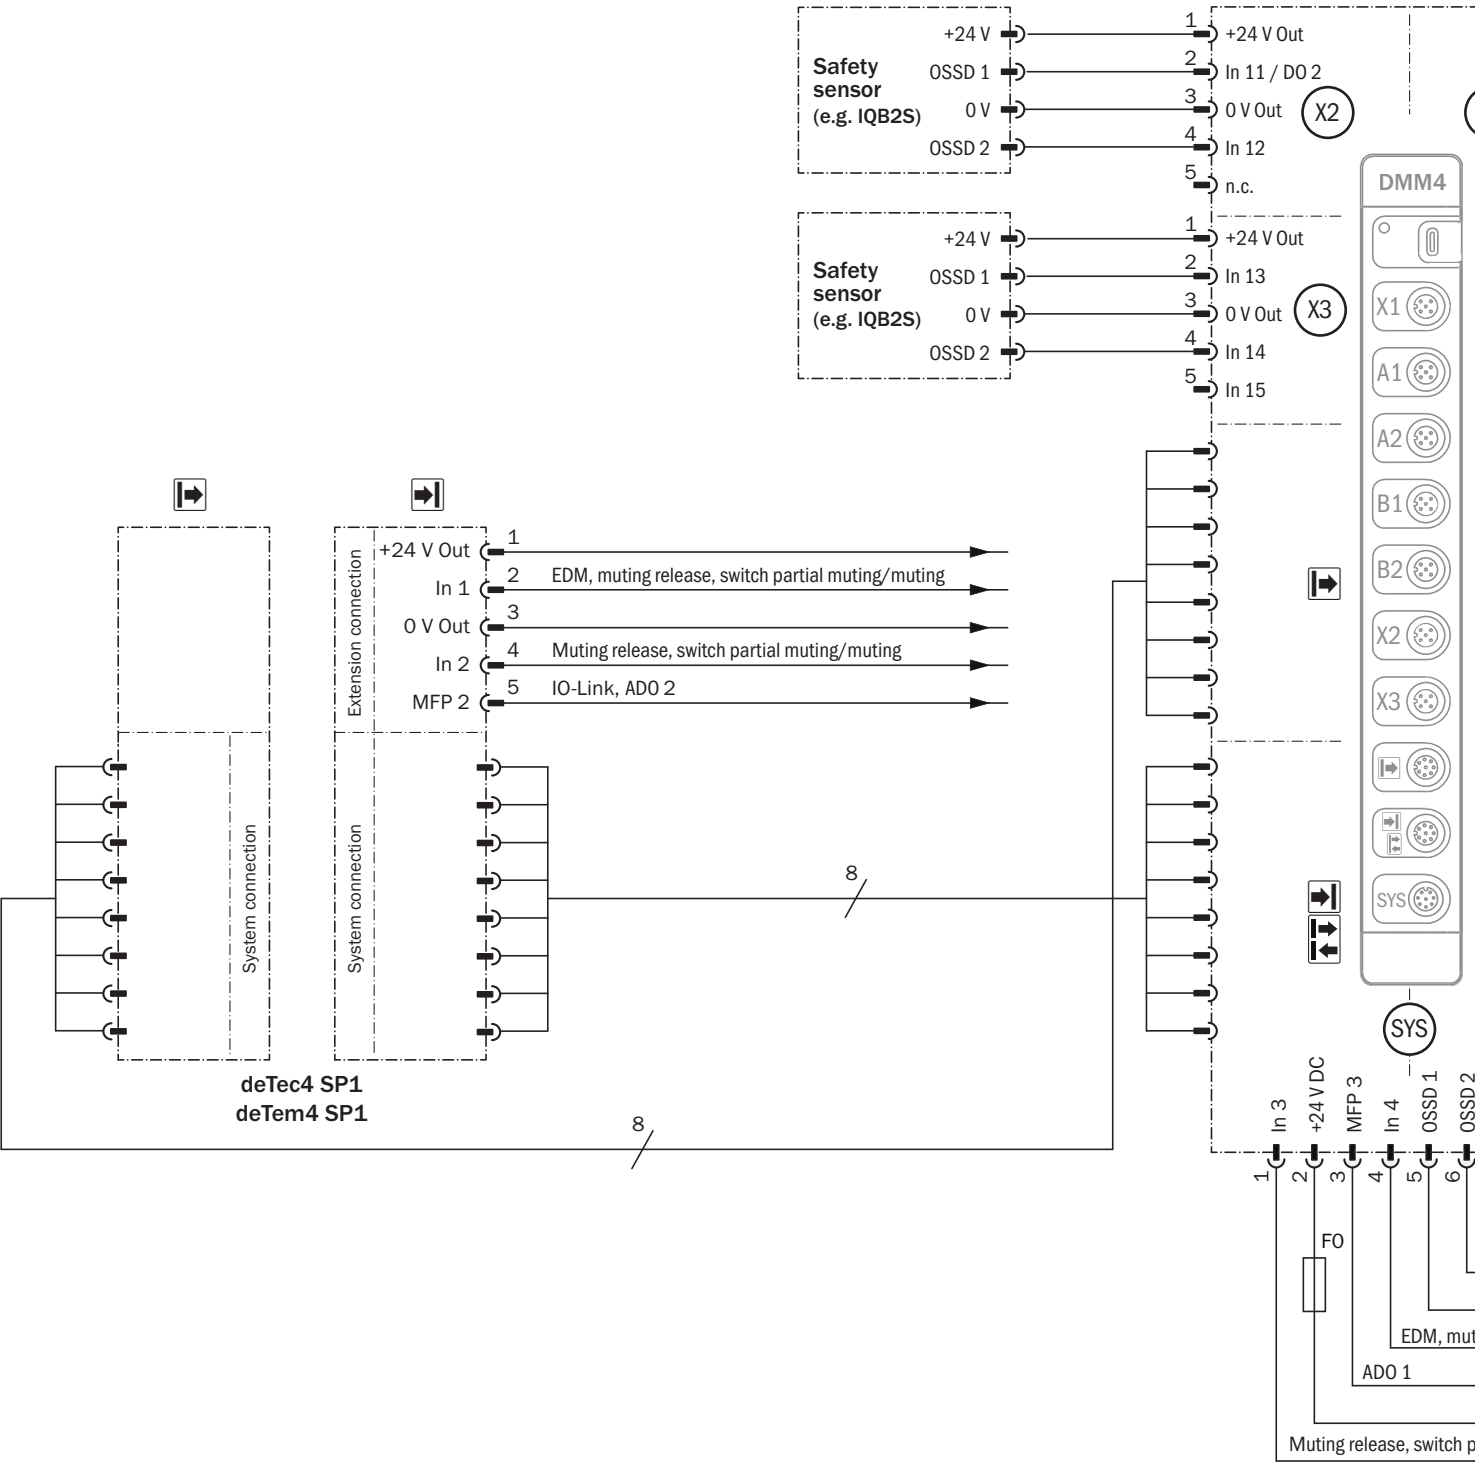 +24 V
1
+24 V Out
Safety
sensor
(e.g. IQB2S)
OSSD 1
2
In 11 / DO 2
0 V
3
0 V Out
X2
OSSD 2
4
In 12
5
n.c.
DMM4
+24 V
1
+24 V Out
Safety
sensor
(e.g. IQB2S)
OSSD 1
2
In 13
0 V
3
0 V Out
X3
OSSD 2
4
In 14
5
In 15
X1
A1
A2
B1
B2
X2
X3
SYS
Extension connection
+24 V Out
1
In 1
2
EDM, muting release, switch partial muting/muting
0 V Out
3
In 2
4
Muting release, switch partial muting/muting
MFP 2
5
IO-Link, ADO 2
System connection
System connection
8
deTec4 SP1
deTem4 SP1
8
SYS
In 3
+24 V DC
MFP 3
In 4
OSSD 1
OSSD 2
1
2
3
4
5
6
F0
EDM, mut
ADO 1
Muting release, switch p